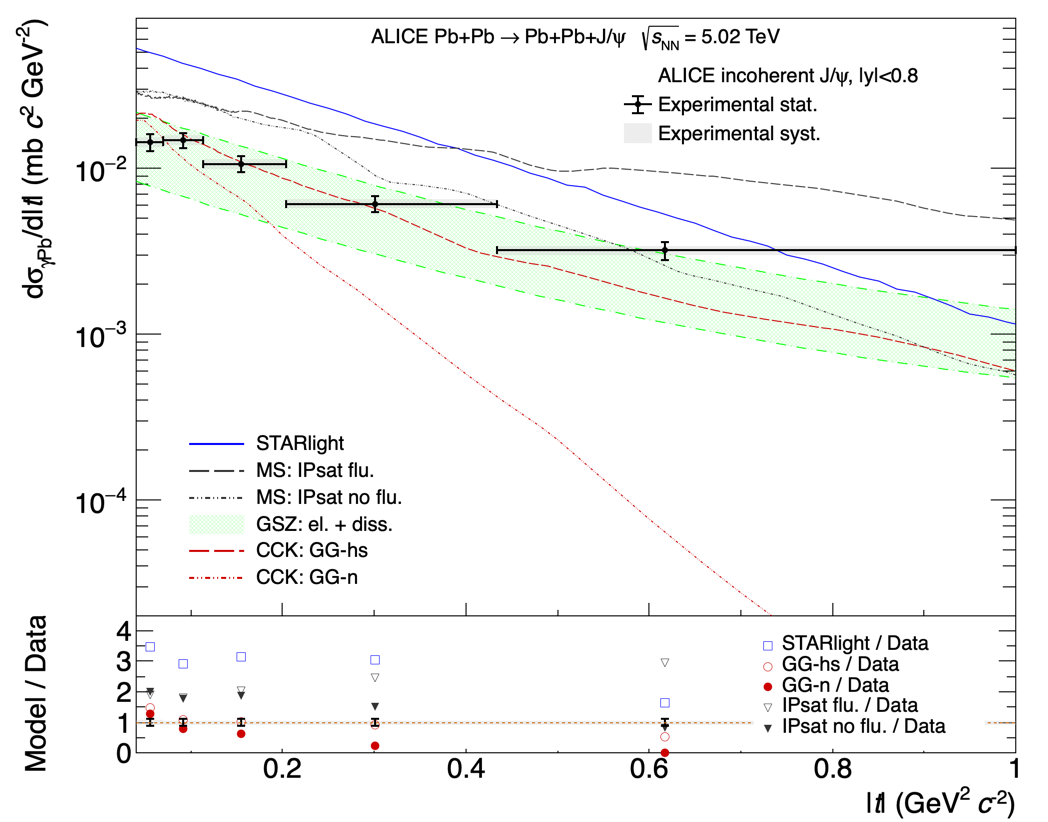 ALICE Pb+Pb → Pb+Pb+J/ψ √sNN = 5.02 TeV
ALICE incoherent J/ψ, |y|<0.8
Experimental stat.
Experimental syst.
dσγPb/d|t| (mb c² GeV⁻²)
10⁻²
10⁻³
10⁻⁴
STARlight
MS: IPsat flu.
MS: IPsat no flu.
GSZ: el. + diss.
CCK: GG-hs
CCK: GG-n
Model / Data
4
3
2
1
0
STARlight / Data
GG-hs / Data
GG-n / Data
IPsat flu. / Data
IPsat no flu. / Data
0.2 0.4 0.6 0.8 1
|t| (GeV² c⁻²)